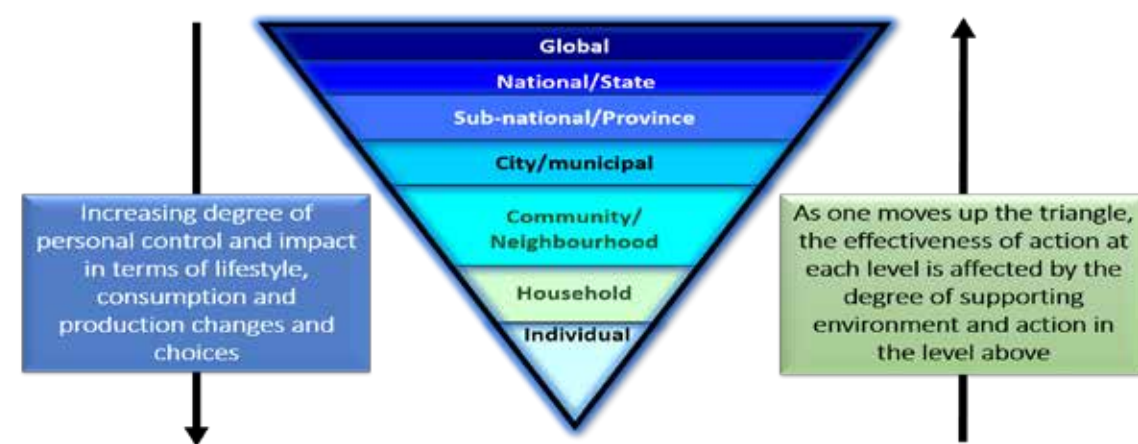 Global
National/State
Sub-national/Province
City/municipal
Community/
Neighbourhood
Household
Individual
Increasing degree of
personal control and impact
in terms of lifestyle,
consumption and
production changes and
choices
As one moves up the triangle,
the effectiveness of action at
each level is affected by the
degree of supporting
environment and action in
the level above